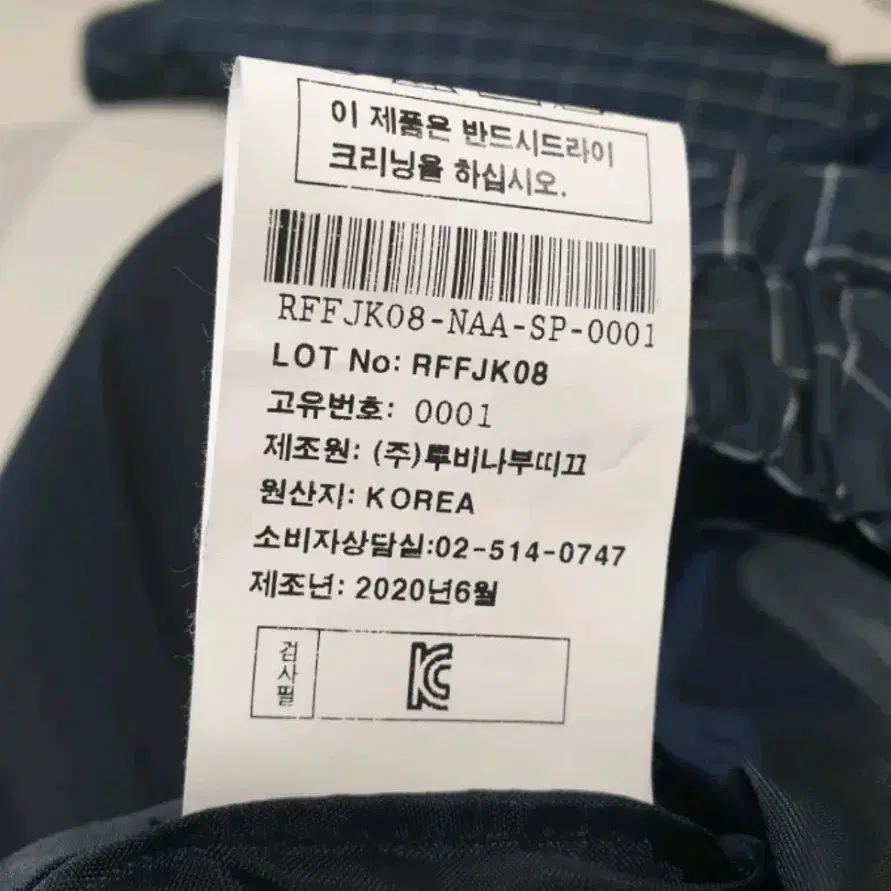 이 제품은 반드시드라이
크리닝을 하십시오.
RFFJK08-NAA-SP-0001
LOT No: RFFJK08
고유번호: 0001
제조원: (주)루비나부띠끄
원산지: KOREA
소비자상담실:02-514-0747
제조년: 2020년6월
검사필
KC